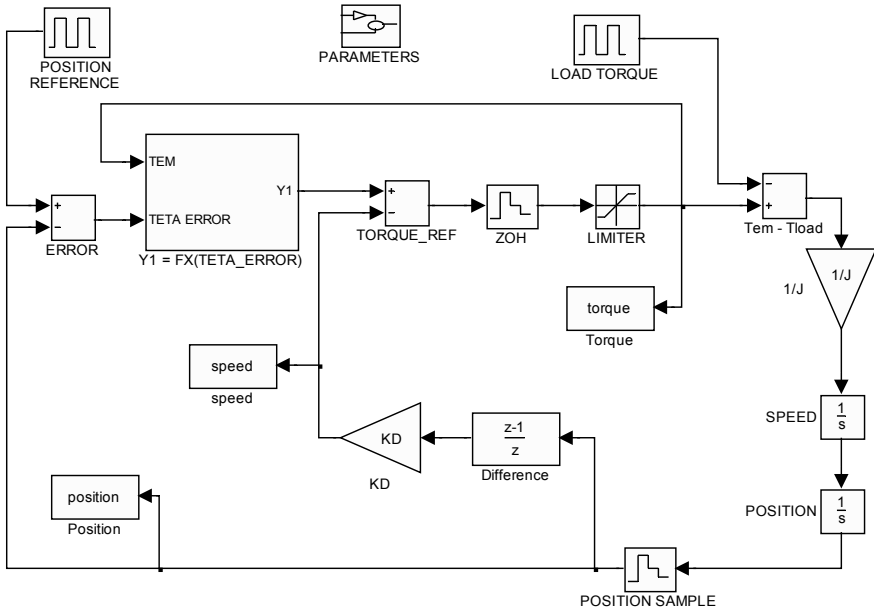 POSITION
REFERENCE
PARAMETERS
LOAD TORQUE
TEM
Y1
TETA ERROR
Y1 = FX(TETA_ERROR)
+
−
ERROR
+
−
TORQUE_REF
ZOH
LIMITER
−
+
Tem - Tload
1/J
1/J
torque
Torque
speed
speed
KD
KD
z-1
z
Difference
SPEED
1
s
position
Position
POSITION
1
s
POSITION SAMPLE